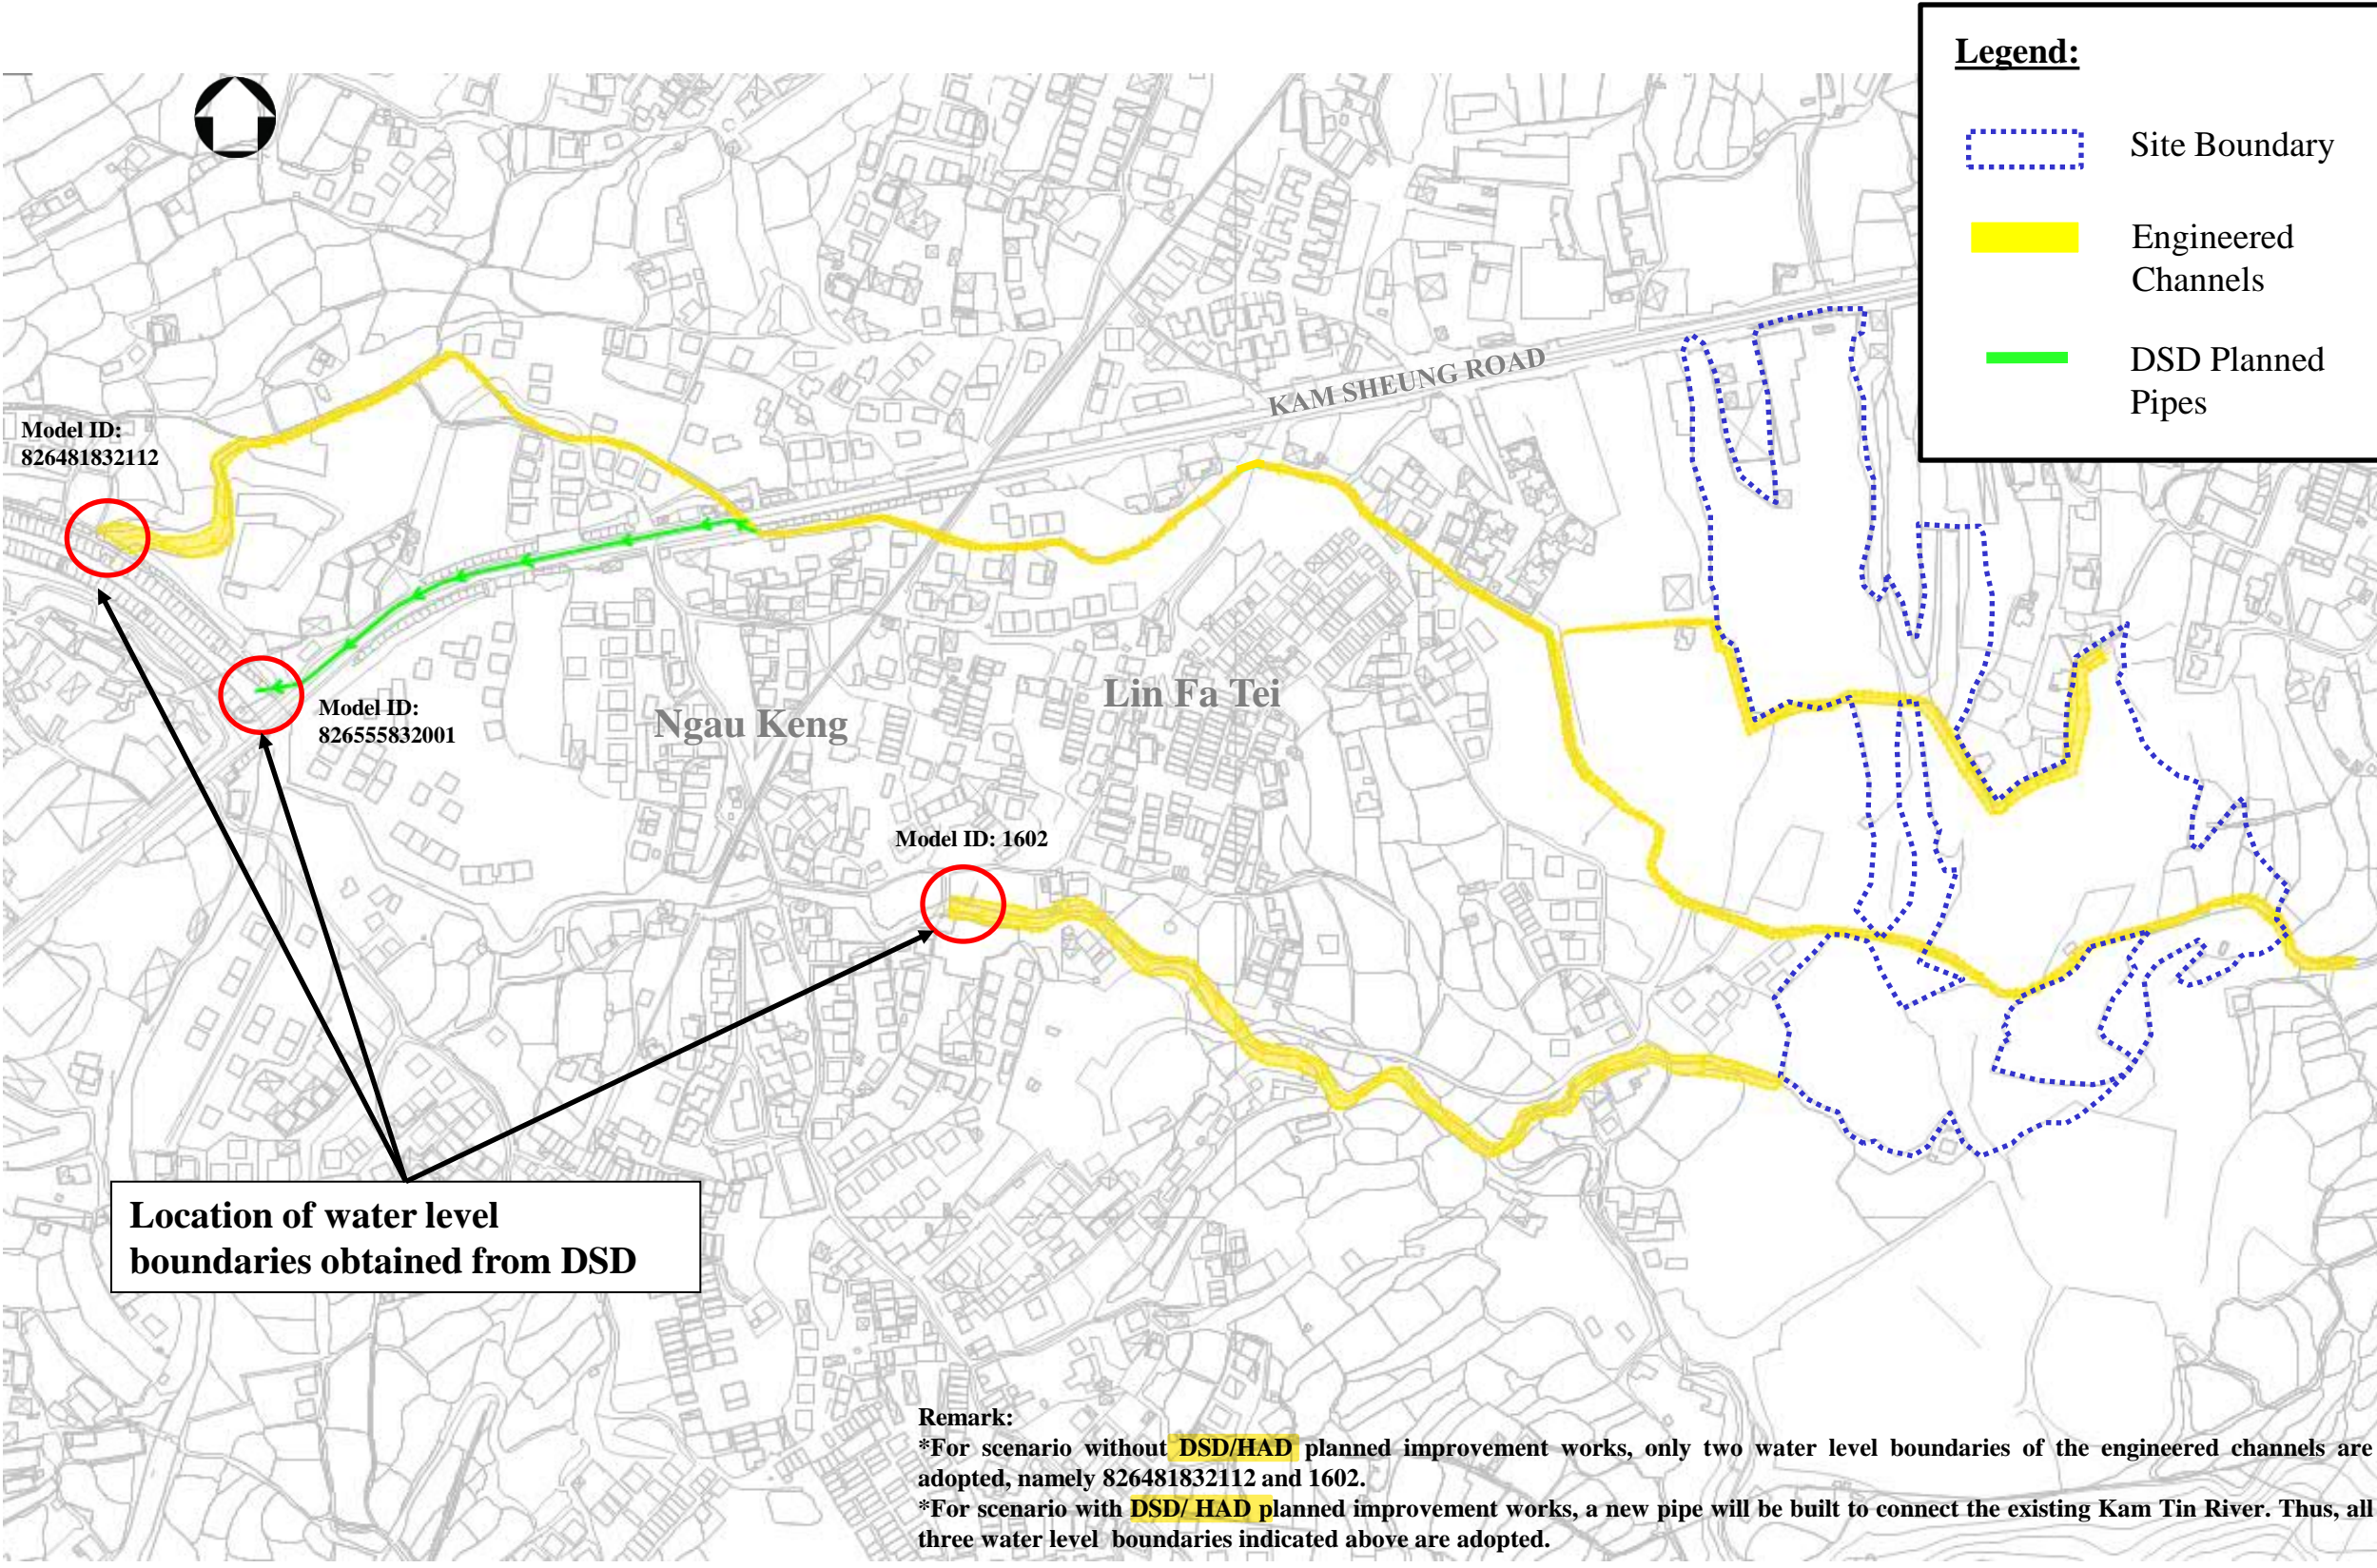 Legend:
Site Boundary
Engineered
Channels
DSD Planned
Pipes
KAM SHEUNG ROAD
Model ID:
826481832112
Model ID:
826555832001
Ngau Keng
Lin Fa Tei
Model ID: 1602
Location of water level
boundaries obtained from DSD
Remark:
*For scenario without DSD/HAD planned improvement works, only two water level boundaries of the engineered channels are
adopted, namely 826481832112 and 1602.
*For scenario with DSD/ HAD planned improvement works, a new pipe will be built to connect the existing Kam Tin River. Thus, all
three water level boundaries indicated above are adopted.